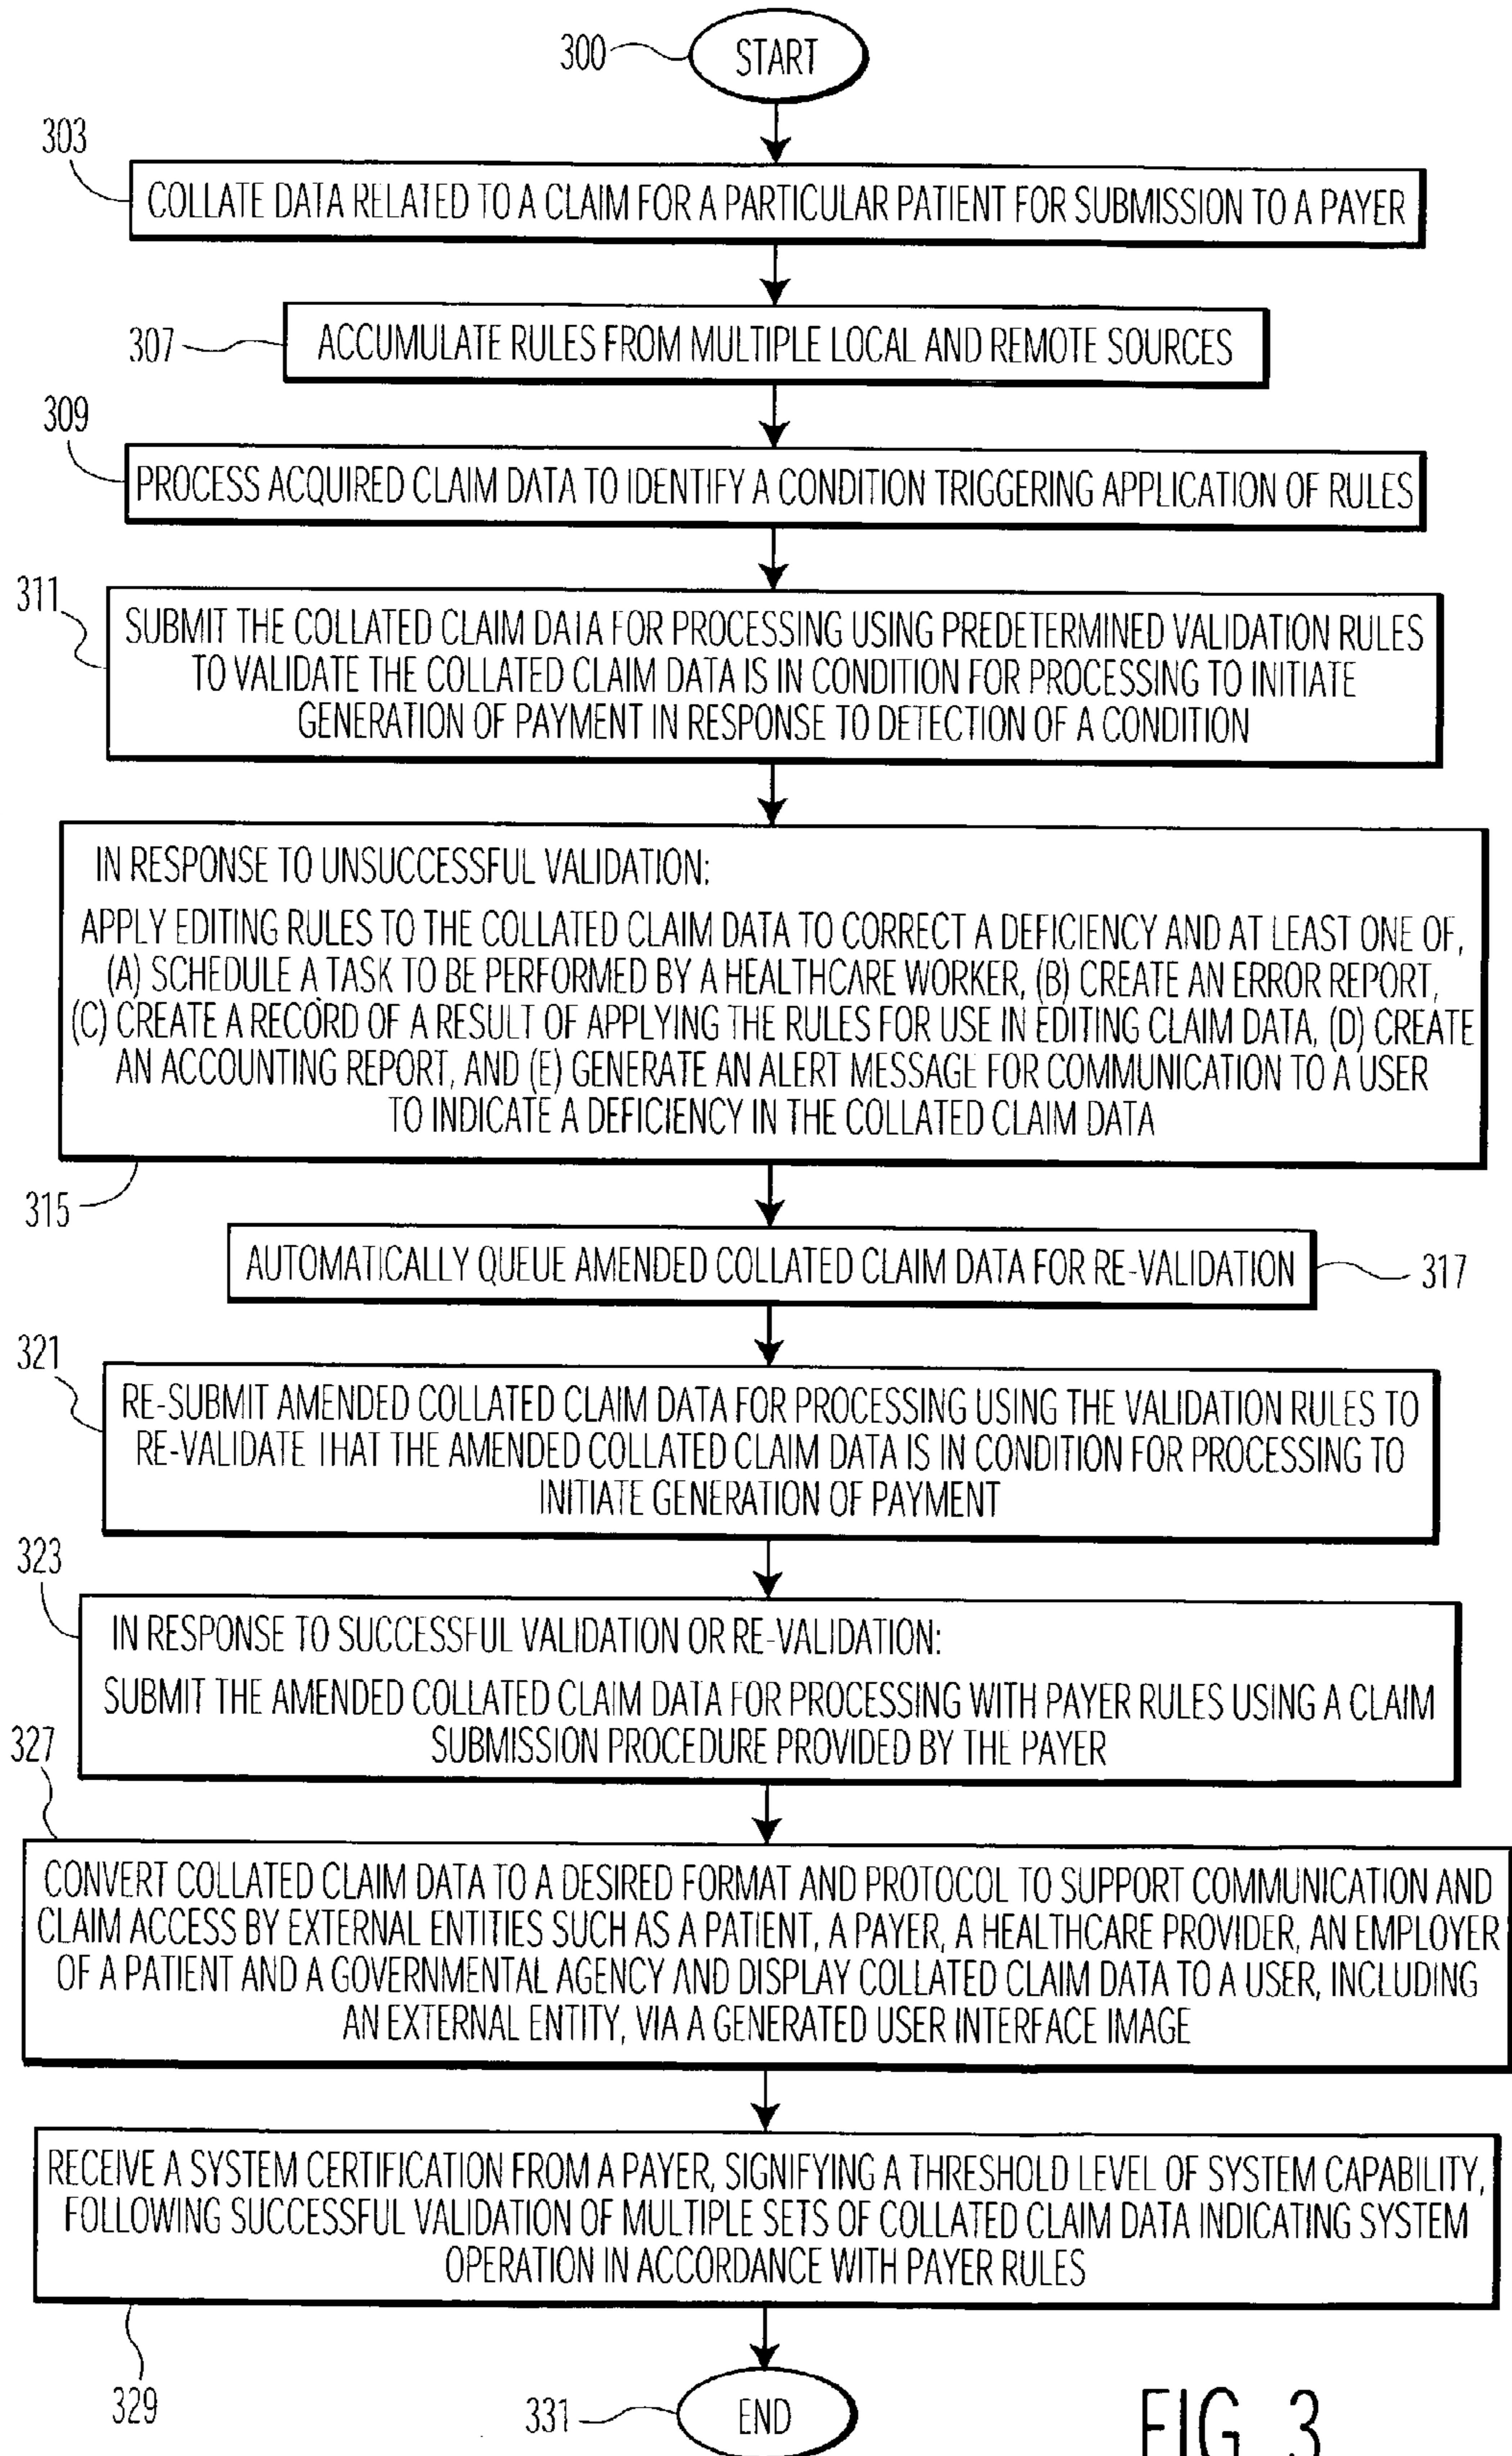 300
START
303
COLLATE DATA RELATED TO A CLAIM FOR A PARTICULAR PATIENT FOR SUBMISSION TO A PAYER
307
ACCUMULATE RULES FROM MULTIPLE LOCAL AND REMOTE SOURCES
309
PROCESS ACQUIRED CLAIM DATA TO IDENTIFY A CONDITION TRIGGERING APPLICATION OF RULES
311
SUBMIT THE COLLATED CLAIM DATA FOR PROCESSING USING PREDETERMINED VALIDATION RULES
TO VALIDATE THE COLLATED CLAIM DATA IS IN CONDITION FOR PROCESSING TO INITIATE
GENERATION OF PAYMENT IN RESPONSE TO DETECTION OF A CONDITION
IN RESPONSE TO UNSUCCESSFUL VALIDATION:
APPLY EDITING RULES TO THE COLLATED CLAIM DATA TO CORRECT A DEFICIENCY AND AT LEAST ONE OF,
(A) SCHEDULE A TASK TO BE PERFORMED BY A HEALTHCARE WORKER, (B) CREATE AN ERROR REPORT,
(C) CREATE A RECORD OF A RESULT OF APPLYING THE RULES FOR USE IN EDITING CLAIM DATA, (D) CREATE
AN ACCOUNTING REPORT, AND (E) GENERATE AN ALERT MESSAGE FOR COMMUNICATION TO A USER
TO INDICATE A DEFICIENCY IN THE COLLATED CLAIM DATA
315
AUTOMATICALLY QUEUE AMENDED COLLATED CLAIM DATA FOR RE-VALIDATION
317
321
RE-SUBMIT AMENDED COLLATED CLAIM DATA FOR PROCESSING USING THE VALIDATION RULES TO
RE-VALIDATE THAT THE AMENDED COLLATED CLAIM DATA IS IN CONDITION FOR PROCESSING TO
INITIATE GENERATION OF PAYMENT
323
IN RESPONSE TO SUCCESSFUL VALIDATION OR RE-VALIDATION:
SUBMIT THE AMENDED COLLATED CLAIM DATA FOR PROCESSING WITH PAYER RULES USING A CLAIM
SUBMISSION PROCEDURE PROVIDED BY THE PAYER
327
CONVERT COLLATED CLAIM DATA TO A DESIRED FORMAT AND PROTOCOL TO SUPPORT COMMUNICATION AND
CLAIM ACCESS BY EXTERNAL ENTITIES SUCH AS A PATIENT, A PAYER, A HEALTHCARE PROVIDER, AN EMPLOYER
OF A PATIENT AND A GOVERNMENTAL AGENCY AND DISPLAY COLLATED CLAIM DATA TO A USER, INCLUDING
AN EXTERNAL ENTITY, VIA A GENERATED USER INTERFACE IMAGE
RECEIVE A SYSTEM CERTIFICATION FROM A PAYER, SIGNIFYING A THRESHOLD LEVEL OF SYSTEM CAPABILITY,
FOLLOWING SUCCESSFUL VALIDATION OF MULTIPLE SETS OF COLLATED CLAIM DATA INDICATING SYSTEM
OPERATION IN ACCORDANCE WITH PAYER RULES
329
331
END
FIG. 3